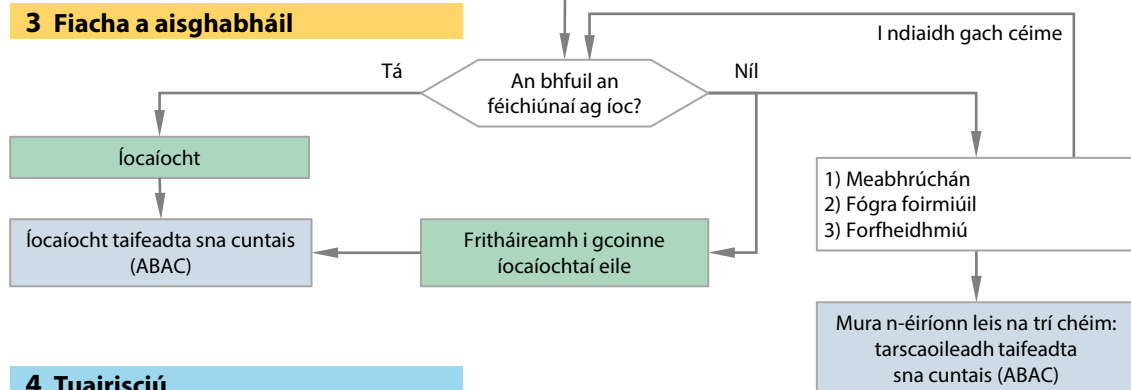 3 Fiacha a aisghabháil
I ndiaidh gach céime
Tá
An bhfuil an
féichiúnaí ag íoc?
Níl
Íocaíocht
1) Meabhrúchán
2) Fógra foirmiúil
3) Forfheidhmiú
Íocaíocht taifeadta sna cuntais
(ABAC)
Fritháireamh i gcoinne
íocaíochtaí eile
Mura n-éiríonn leis na trí chéim:
tarscaoileadh taifeadta
sna cuntais (ABAC)
4 Tuairisciú